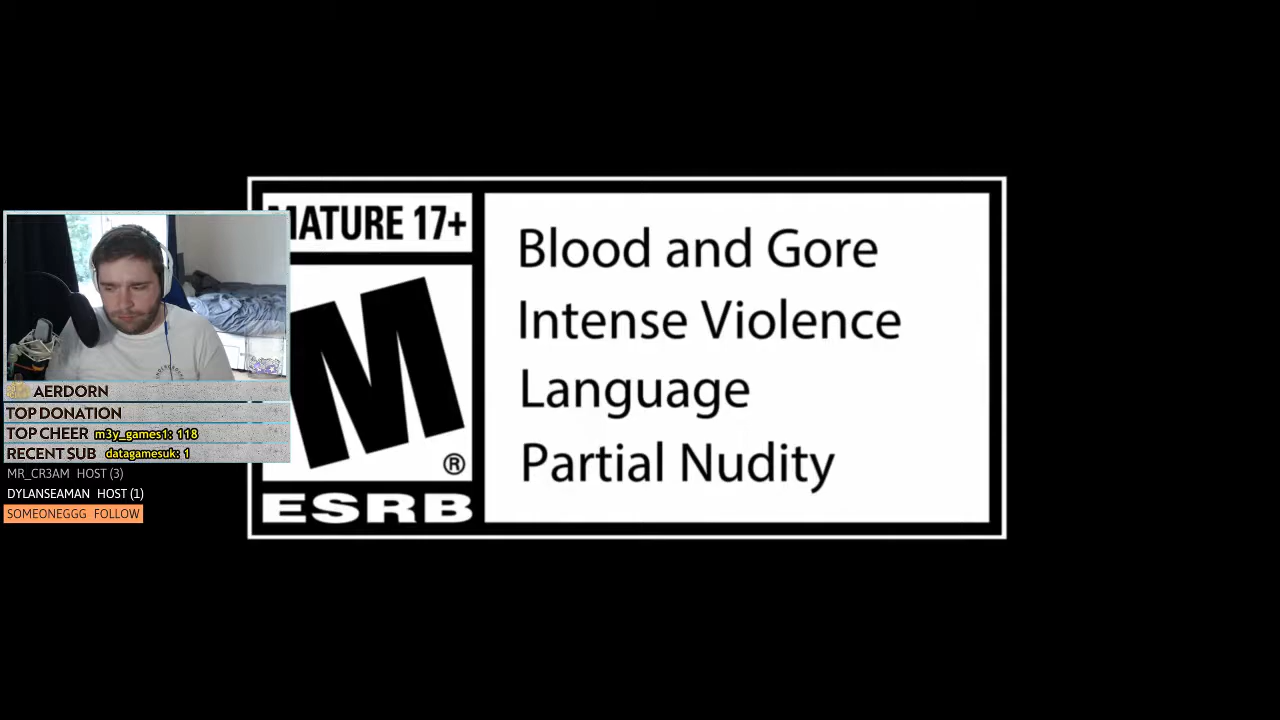 MATURE 17+
M
®
ESRB
Blood and Gore
Intense Violence
Language
Partial Nudity
AERDORN
TOP DONATION
TOP CHEER m3y_games1: 118
RECENT SUB datagamesuk: 1
MR_CR3AM HOST (3)
DYLANSEAMAN HOST (1)
SOMEONEGGG FOLLOW